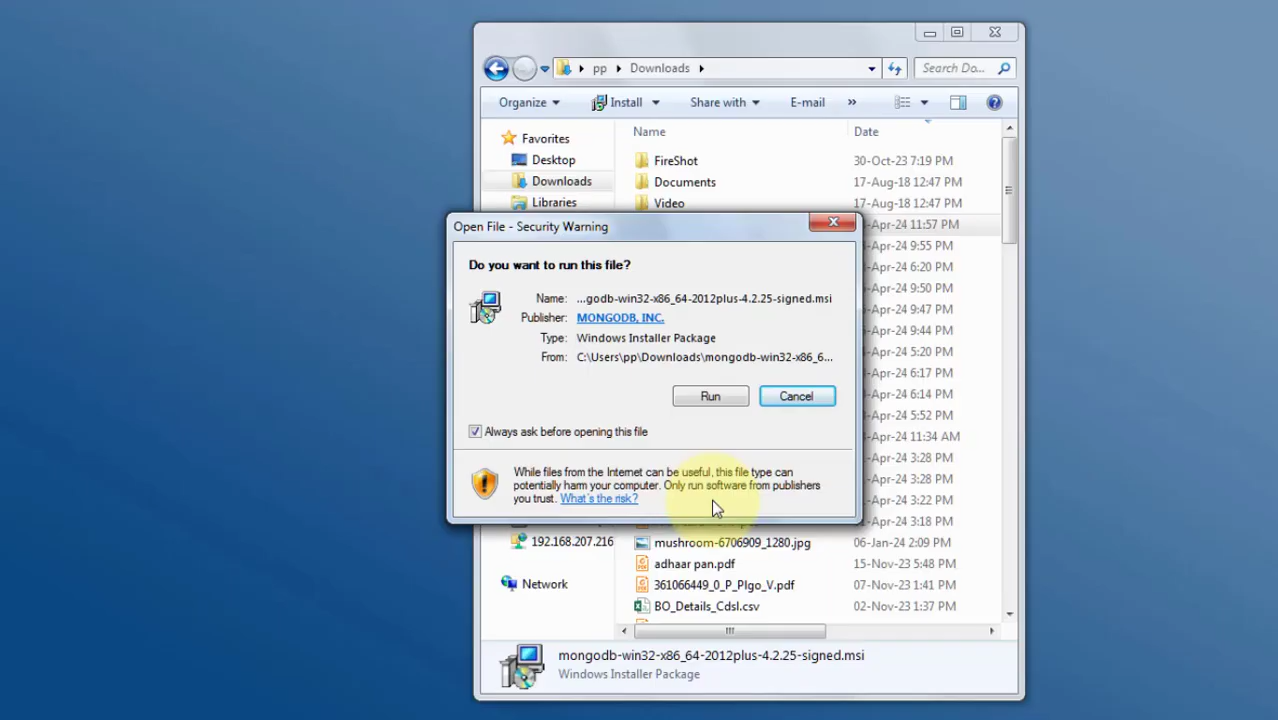 pp Downloads Search Do...
Organize Install Share with E-mail »
Favorites
Desktop
Downloads
Libraries
Name Date
FireShot 30-Oct-23 7:19 PM
Documents 17-Aug-18 12:47 PM
Video 17-Aug-18 12:47 PM
-Apr-24 11:57 PM
-Apr-24 9:55 PM
-Apr-24 6:20 PM
-Apr-24 9:50 PM
-Apr-24 9:47 PM
-Apr-24 9:44 PM
-Apr-24 5:20 PM
-Apr-24 6:17 PM
-Apr-24 6:14 PM
-Apr-24 5:52 PM
-Apr-24 11:34 AM
-Apr-24 3:28 PM
-Apr-24 3:28 PM
-Apr-24 3:22 PM
-Apr-24 3:18 PM
Open File - Security Warning
Do you want to run this file?
Name: ...godb-win32-x86_64-2012plus-4.2.25-signed.msi
Publisher: MONGODB, INC.
Type: Windows Installer Package
From: C:\Users\pp\Downloads\mongodb-win32-x86_6...
Run Cancel
Always ask before opening this file
While files from the Internet can be useful, this file type can
potentially harm your computer. Only run software from publishers
you trust. What's the risk?
192.168.207.216
Network
mushroom-6706909_1280.jpg 06-Jan-24 2:09 PM
adhaar pan.pdf 15-Nov-23 5:48 PM
361066449_0_P_PIgo_V.pdf 07-Nov-23 1:41 PM
BO_Details_Cdsl.csv 02-Nov-23 1:37 PM
mongodb-win32-x86_64-2012plus-4.2.25-signed.msi
Windows Installer Package